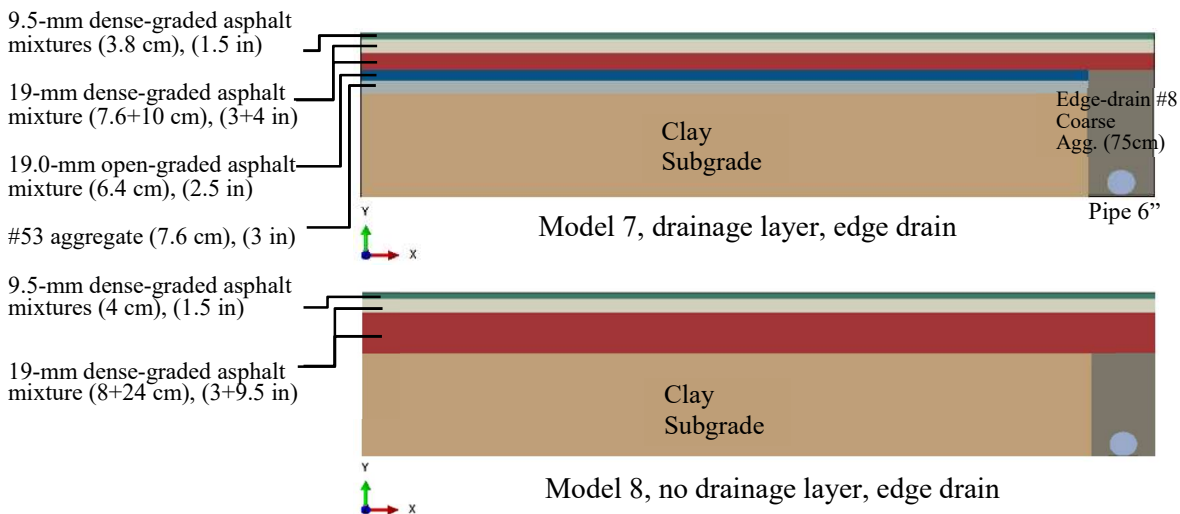 9.5-mm dense-graded asphalt
mixtures (3.8 cm), (1.5 in)
19-mm dense-graded asphalt
mixture (7.6+10 cm), (3+4 in)
19.0-mm open-graded asphalt
mixture (6.4 cm), (2.5 in)
#53 aggregate (7.6 cm), (3 in)
Clay
Subgrade
Edge-drain #8
Coarse
Agg. (75cm)
Pipe 6”
Y
X
Model 7, drainage layer, edge drain
9.5-mm dense-graded asphalt
mixtures (4 cm), (1.5 in)
19-mm dense-graded asphalt
mixture (8+24 cm), (3+9.5 in)
Clay
Subgrade
Y
X
Model 8, no drainage layer, edge drain